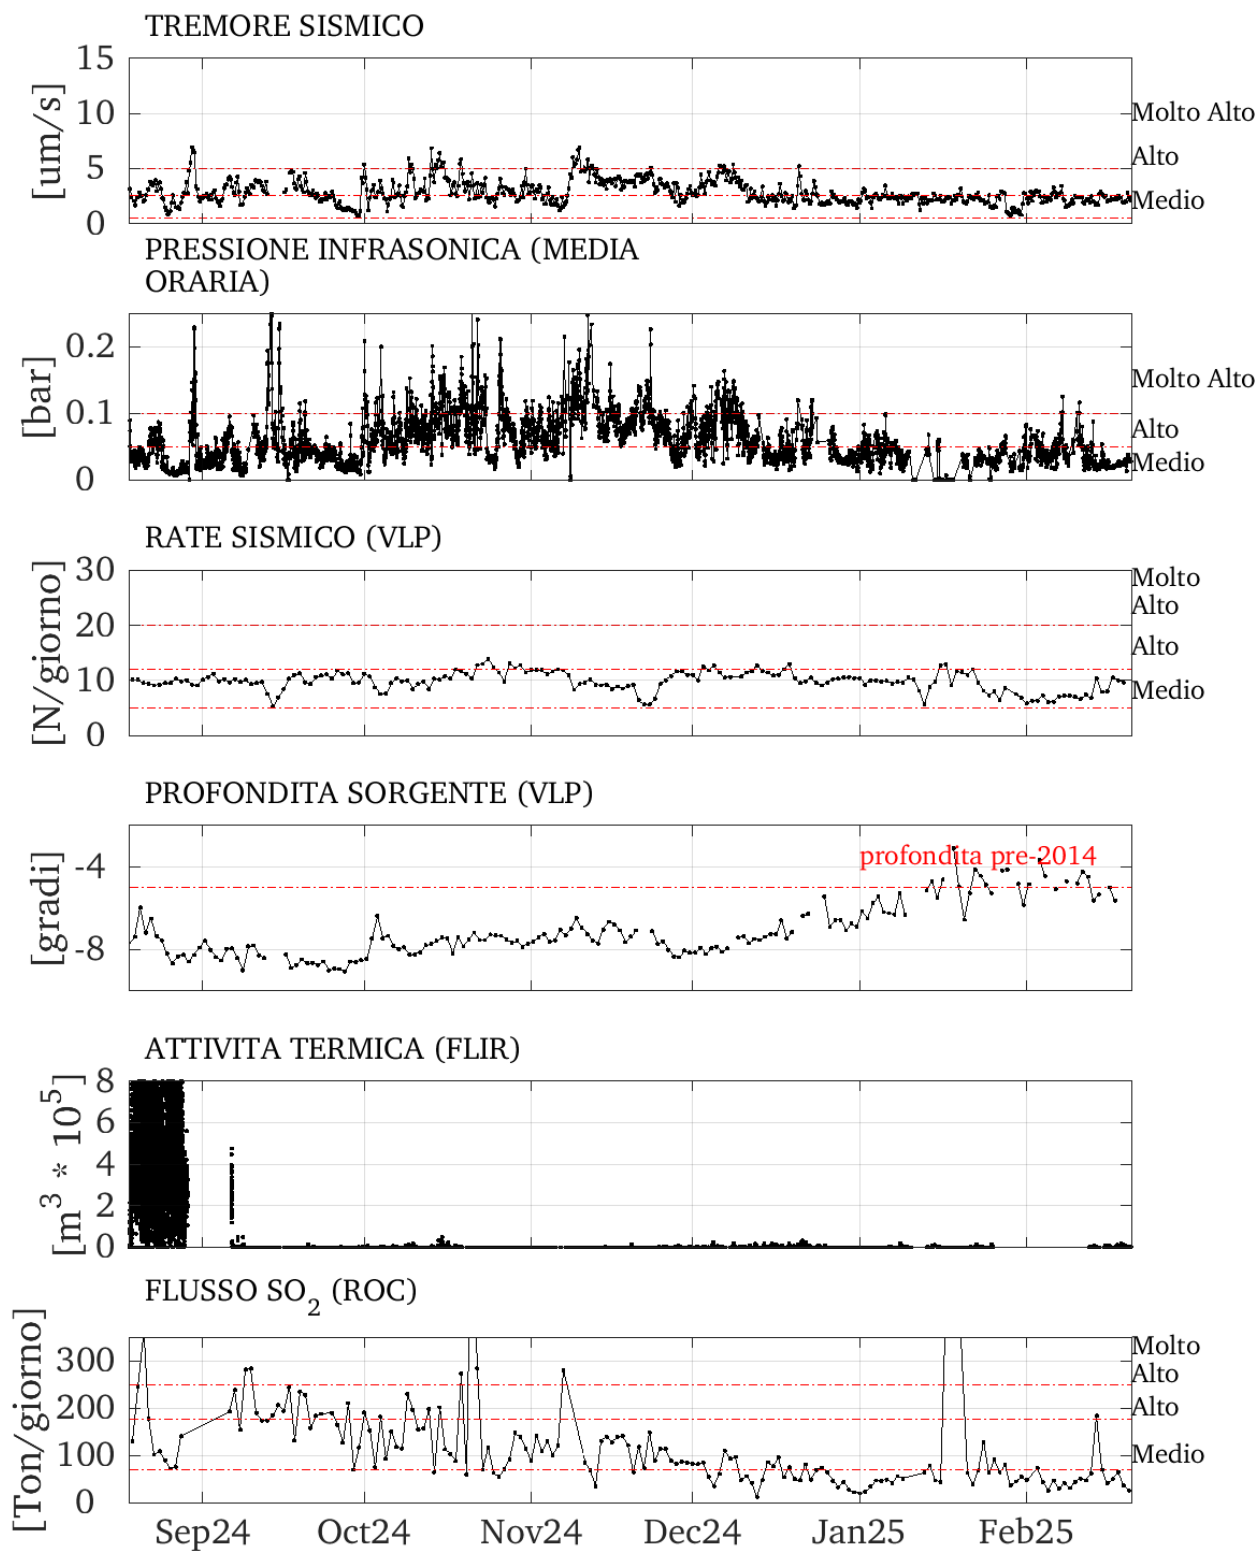 TREMORE SISMICO
15
10
5
0
[um/s]
Molto Alto
Alto
Medio
PRESSIONE INFRASONICA (MEDIA
ORARIA)
0.2
0.1
0
[bar]
Molto Alto
Alto
Medio
RATE SISMICO (VLP)
30
20
10
0
[N/giorno]
Molto
Alto
Alto
Medio
PROFONDITA SORGENTE (VLP)
-4
-8
[gradi]
profondita pre-2014
ATTIVITA TERMICA (FLIR)
8
6
4
2
0
[m³ * 10⁵]
FLUSSO SO₂ (ROC)
300
200
100
0
[Ton/giorno]
Molto
Alto
Alto
Medio
Sep24 Oct24 Nov24 Dec24 Jan25 Feb25